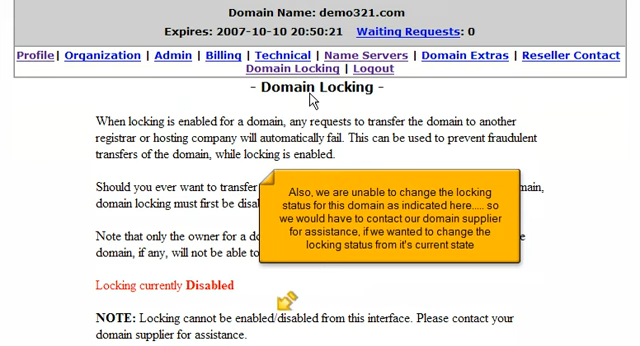 Domain Name: demo321.com
Expires: 2007-10-10 20:50:21 Waiting Requests: 0
Profile | Organization | Admin | Billing | Technical | Name Servers | Domain Extras | Reseller Contact
Domain Locking | Logout
- Domain Locking -
When locking is enabled for a domain, any requests to transfer the domain to another
registrar or hosting company will automatically fail. This can be used to prevent fraudulent
transfers of the domain, while locking is enabled.
Should you ever want to transfer main,
domain locking must first be
Note that only the owner for a
domain, if any, will not be able to
Also, we are unable to change the locking
status for this domain as indicated here..... so
we would have to contact our domain supplier
for assistance, if we wanted to change the
locking status from it's current state
Locking currently Disabled
NOTE: Locking cannot be enabled/disabled from this interface. Please contact your
domain supplier for assistance.